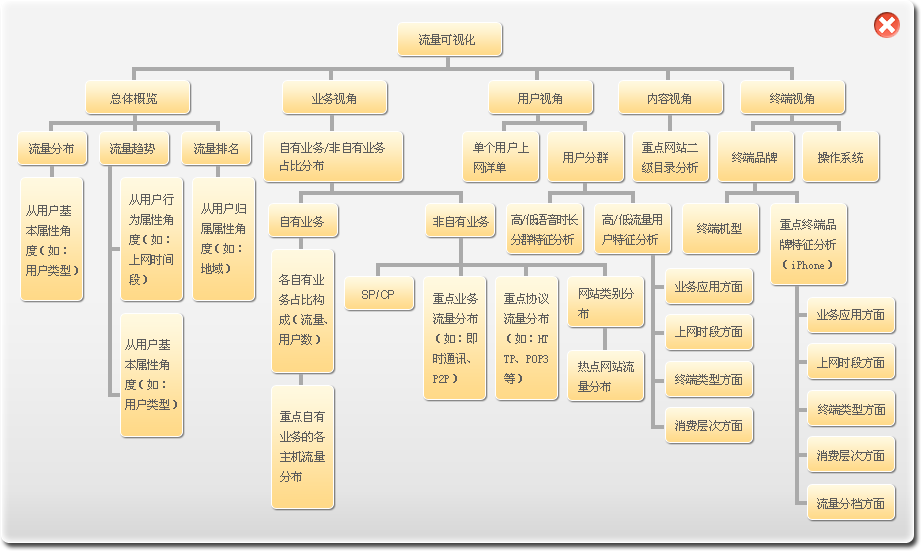 流量可视化
总体概览
业务视角
用户视角
内容视角
终端视角
流量分布
流量趋势
流量排名
自有业务/非自有业务
占比分布
单个用户上
网详单
用户分群
重点网站二
级目录分析
终端品牌
操作系统
从用户基
本属性角
度(如：
用户类型)
从用户行
为属性角
度(如：
上网时间
段)
从用户归
属属性角
度(如：
地域)
自有业务
非自有业务
高/低语音时长
分群特征分析
高/低流量用
户特征分析
终端机型
重点终端品
牌特征分析
(iPhone)
各自有业
务占比构
成(流量、
用户数)
SP/CP
重点业务
流量分布
(如：即
时通讯、
P2P)
重点协议
流量分布
(如：HT
TP、POP3
等)
网站类别分
布
业务应用方面
上网时段方面
终端类型方面
消费层次方面
业务应用方面
上网时段方面
终端类型方面
消费层次方面
流量分档方面
从用户基
本属性角
度(如：
用户类型)
热点网站流
量分布
重点自有
业务的各
主机流量
分布